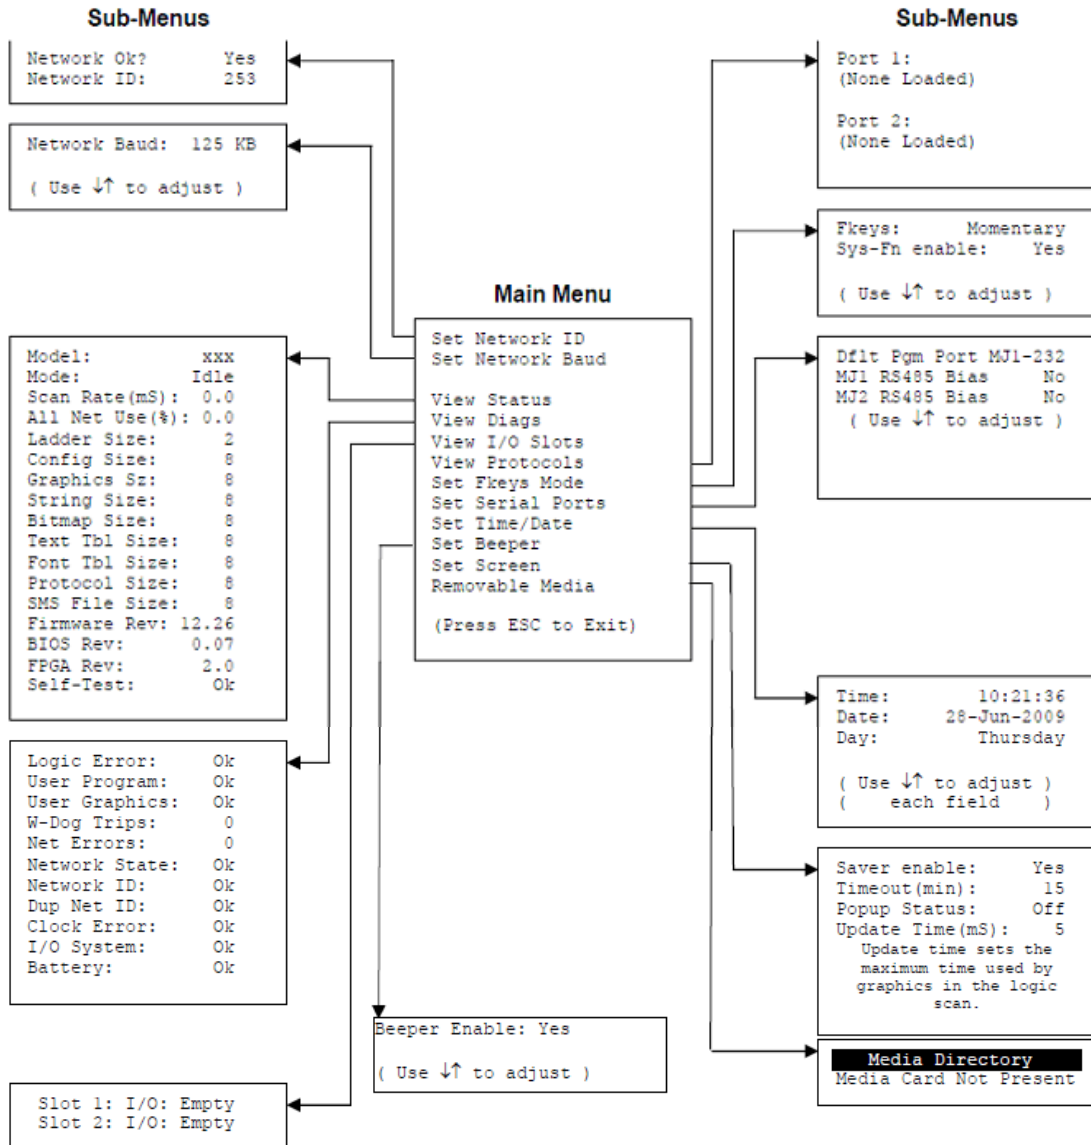 Sub-Menus
Network Ok? Yes
Network ID: 253
Network Baud: 125 KB
( Use ↓↑ to adjust )
Model: xxx
Mode: Idle
Scan Rate(mS): 0.0
All Net Use(%): 0.0
Ladder Size: 2
Config Size: 8
Graphics Sz: 8
String Size: 8
Bitmap Size: 8
Text Tbl Size: 8
Font Tbl Size: 8
Protocol Size: 8
SMS File Size: 8
Firmware Rev: 12.26
BIOS Rev: 0.07
FPGA Rev: 2.0
Self-Test: Ok
Logic Error: Ok
User Program: Ok
User Graphics: Ok
W-Dog Trips: 0
Net Errors: 0
Network State: Ok
Network ID: Ok
Dup Net ID: Ok
Clock Error: Ok
I/O System: Ok
Battery: Ok
Slot 1: I/O: Empty
Slot 2: I/O: Empty
Main Menu
Set Network ID
Set Network Baud
View Status
View Diags
View I/O Slots
View Protocols
Set Fkeys Mode
Set Serial Ports
Set Time/Date
Set Beeper
Set Screen
Removable Media
(Press ESC to Exit)
Beeper Enable: Yes
( Use ↓↑ to adjust )
Sub-Menus
Port 1:
(None Loaded)
Port 2:
(None Loaded)
Fkeys: Momentary
Sys-Fn enable: Yes
( Use ↓↑ to adjust )
Dflt Pgm Port MJ1-232
MJ1 RS485 Bias No
MJ2 RS485 Bias No
( Use ↓↑ to adjust )
Time: 10:21:36
Date: 28-Jun-2009
Day: Thursday
( Use ↓↑ to adjust )
( each field )
Saver enable: Yes
Timeout(min): 15
Popup Status: Off
Update Time(mS): 5
Update time sets the
maximum time used by
graphics in the logic
scan.
Media Directory
Media Card Not Present